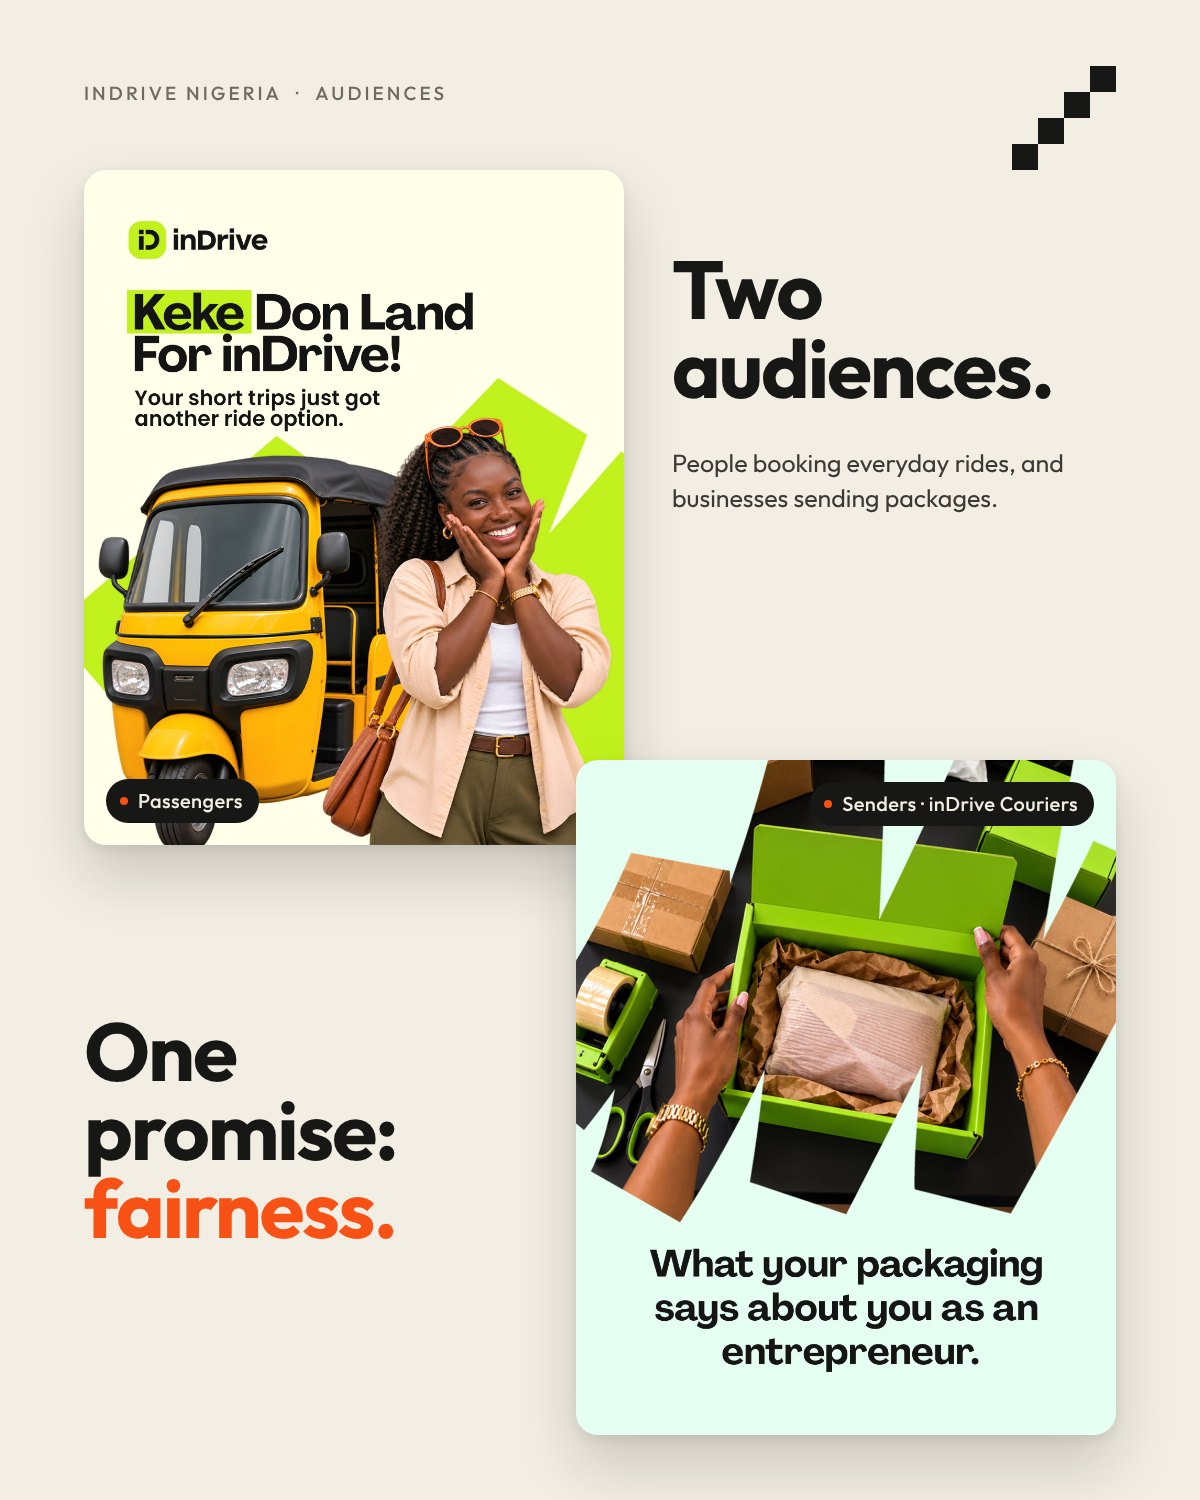 INDRIVE NIGERIA · AUDIENCES
iD inDrive
Keke Don Land
For inDrive!
Your short trips just got
another ride option.
Passengers
Two
audiences.
People booking everyday rides, and
businesses sending packages.
Senders · inDrive Couriers
One
promise:
fairness.
What your packaging
says about you as an
entrepreneur.